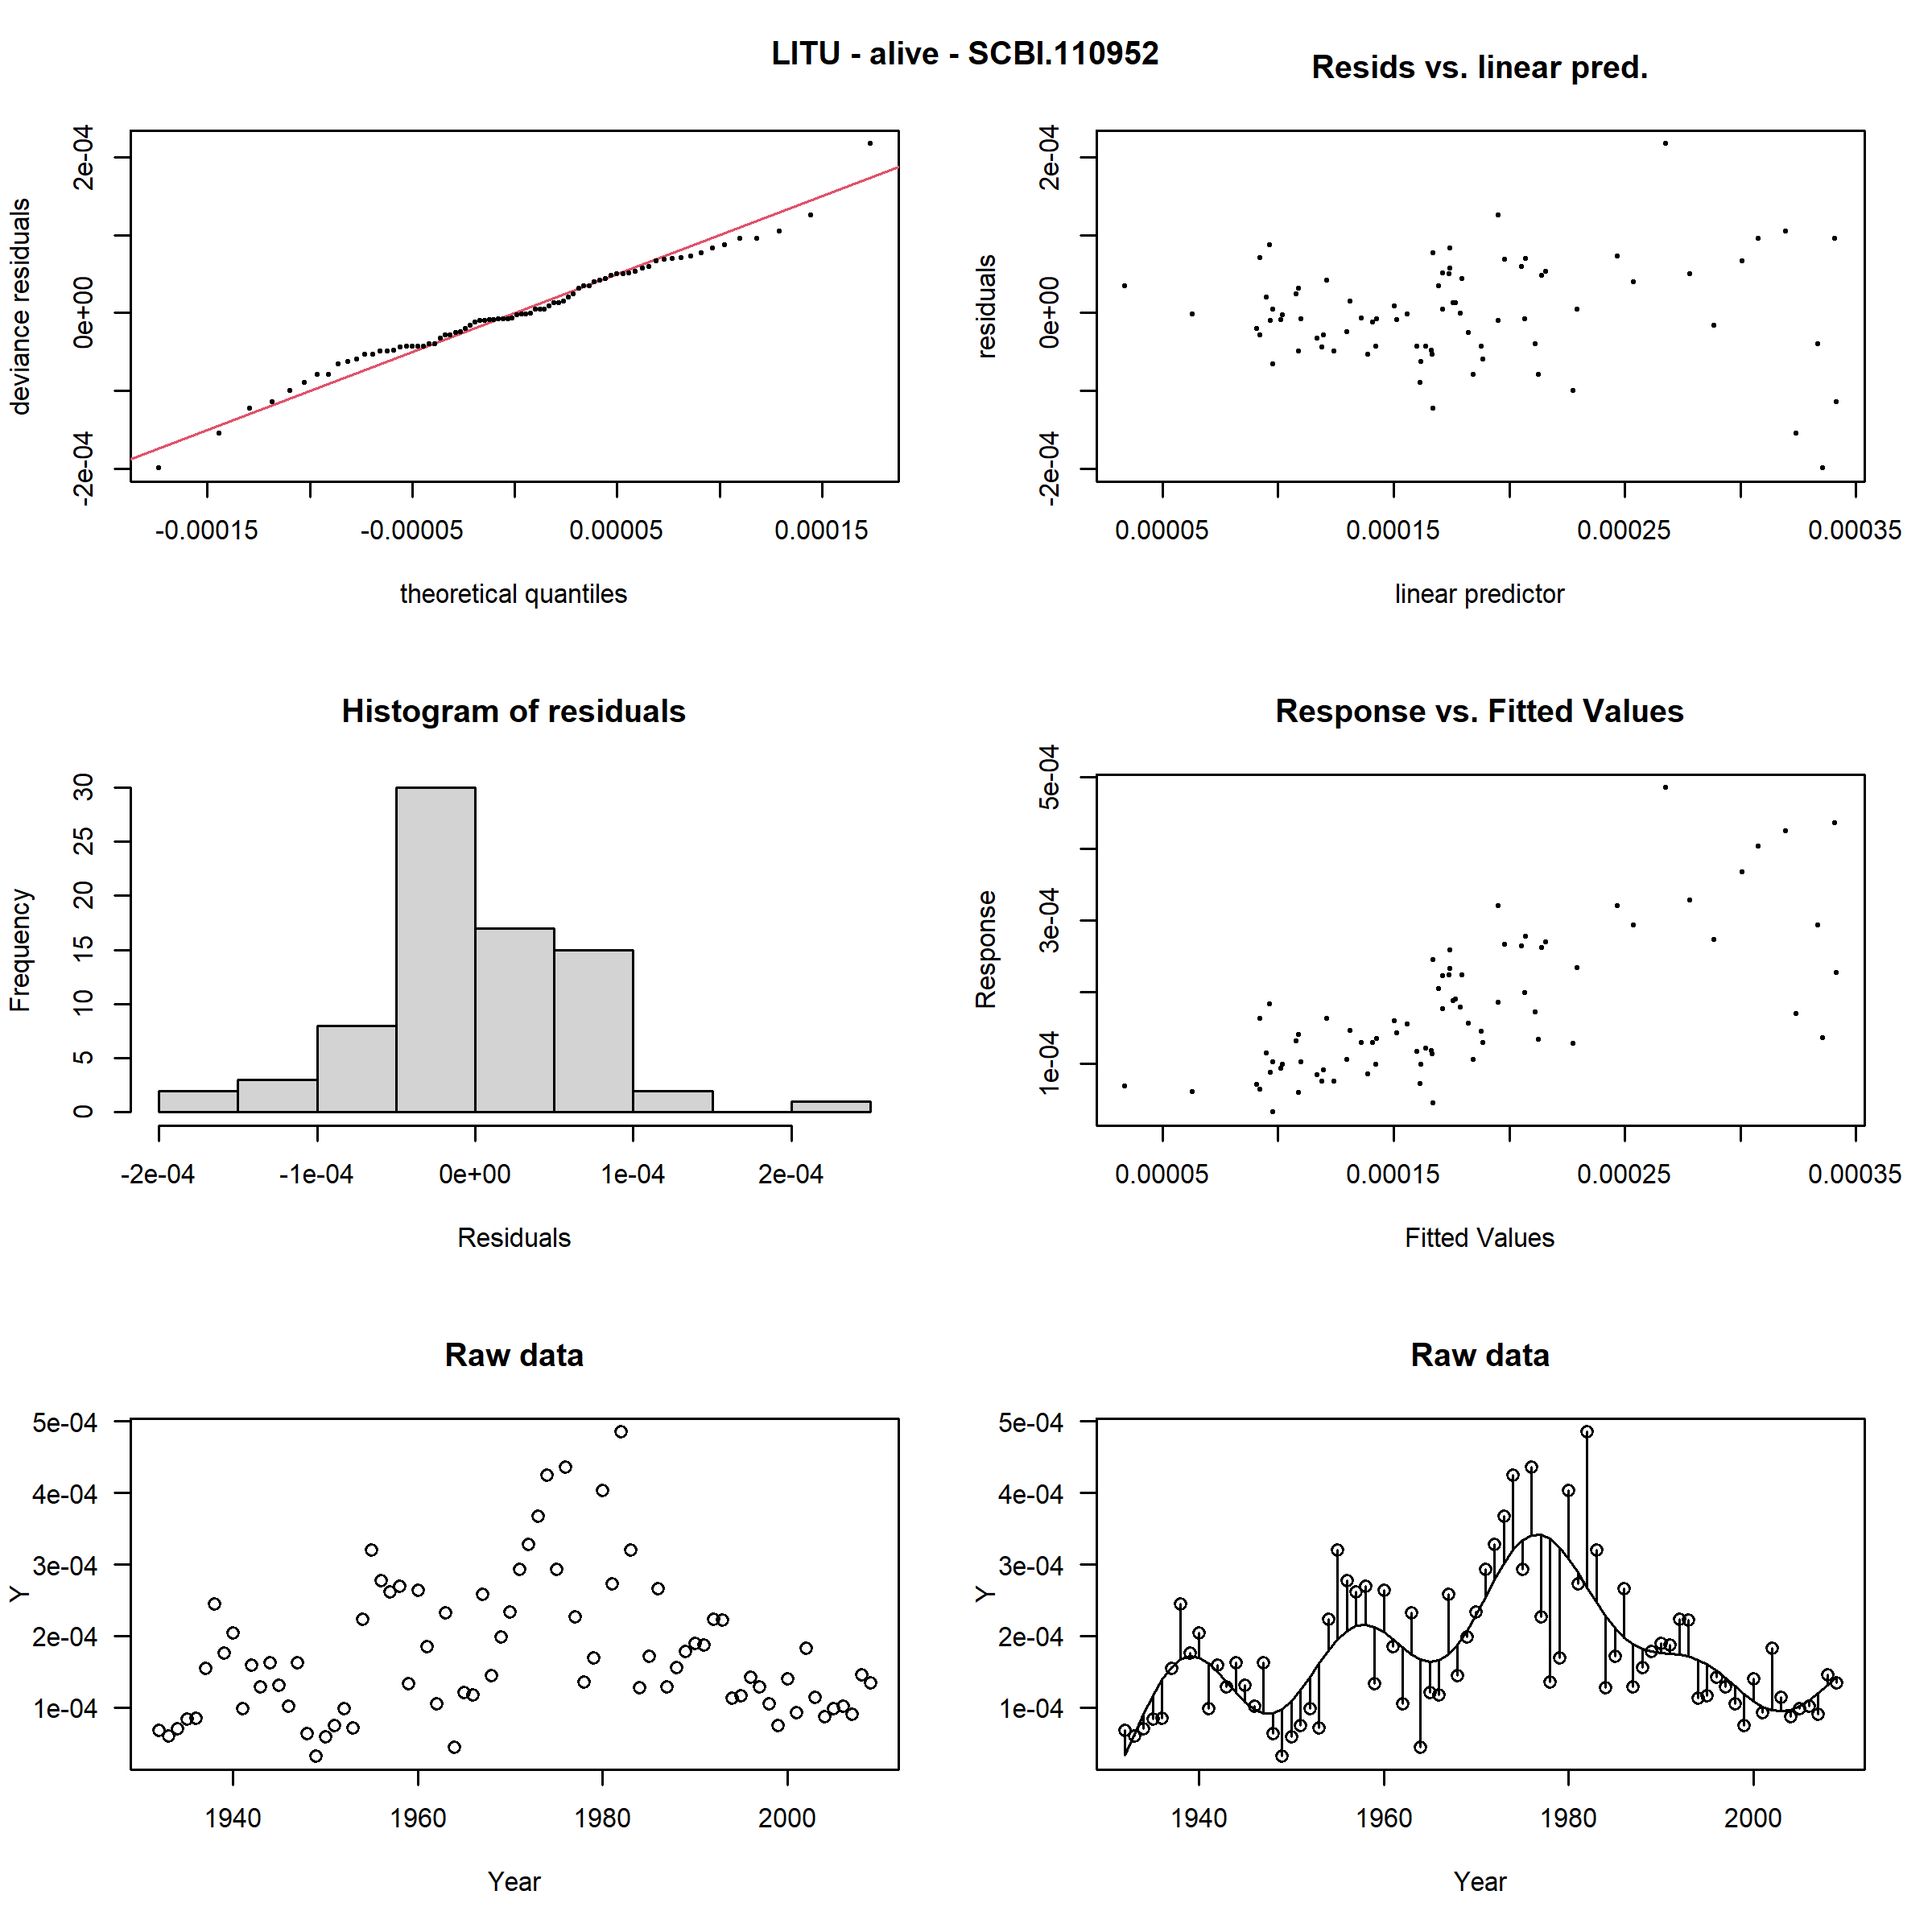 LITU - alive - SCBI.110952
Resids vs. linear pred.
deviance residuals
-2e-04 0e+00 2e-04
-0.00015 -0.00005 0.00005 0.00015
theoretical quantiles
residuals
-2e-04 0e+00 2e-04
0.00005 0.00015 0.00025 0.00035
linear predictor
Histogram of residuals
Frequency
0 5 10 15 20 25 30
-2e-04 -1e-04 0e+00 1e-04 2e-04
Residuals
Response vs. Fitted Values
Response
1e-04 3e-04 5e-04
0.00005 0.00015 0.00025 0.00035
Fitted Values
Raw data
Y
5e-04
4e-04
3e-04
2e-04
1e-04
1940 1960 1980 2000
Year
Raw data
Y
5e-04
4e-04
3e-04
2e-04
1e-04
1940 1960 1980 2000
Year